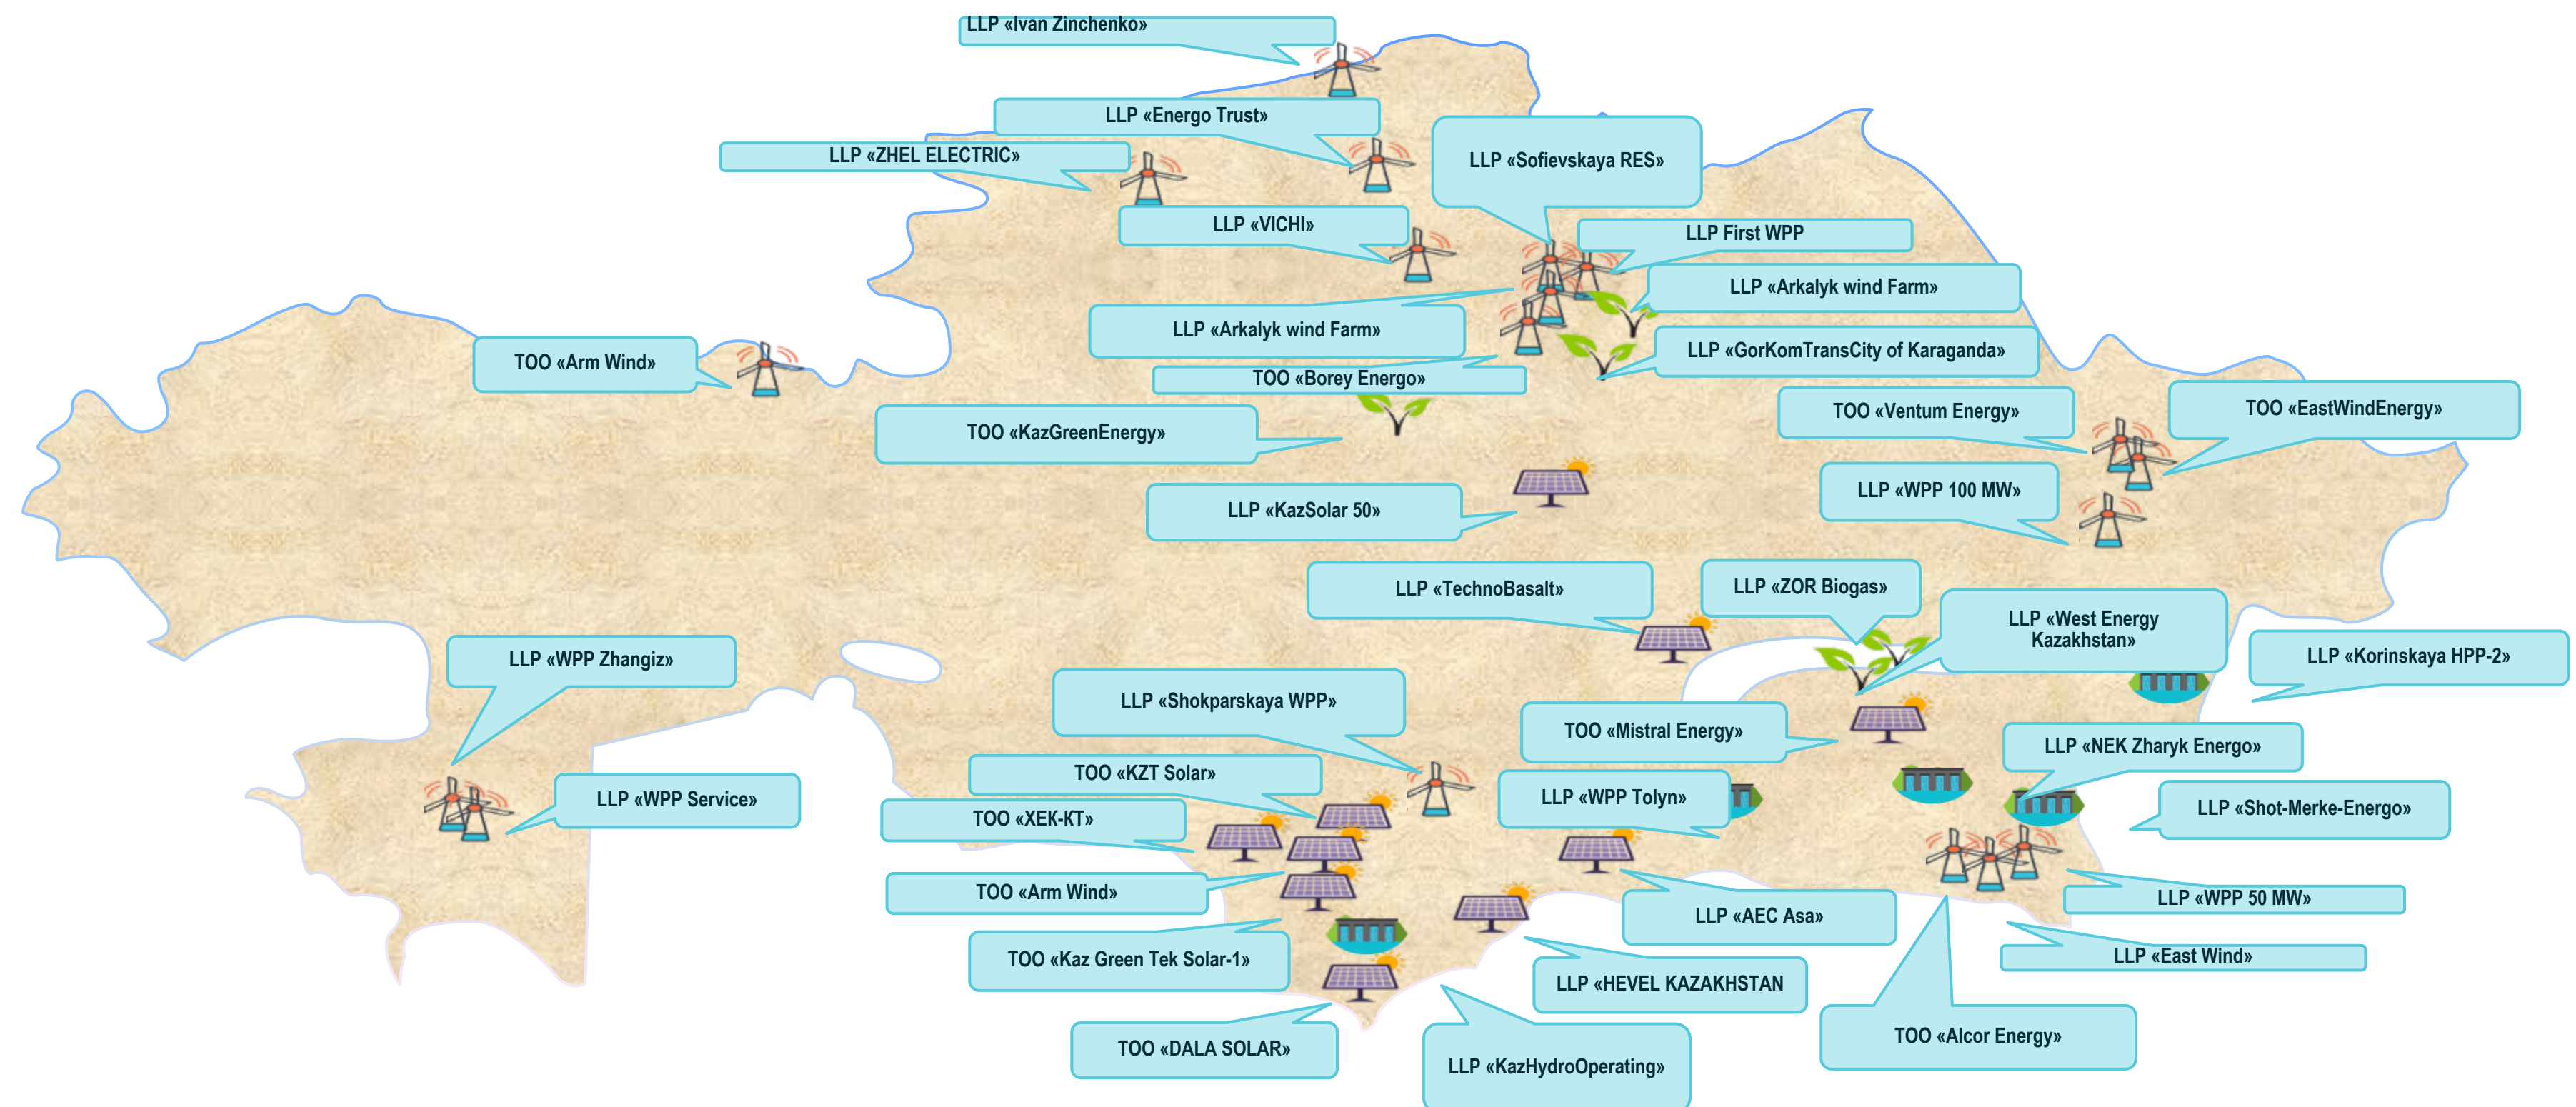 LLP «Ivan Zinchenko»
LLP «Energo Trust»
LLP «ZHEL ELECTRIC»
LLP «Sofievskaya RES»
LLP «VICHI»
LLP First WPP
LLP «Arkalyk wind Farm»
LLP «Arkalyk wind Farm»
LLP «GorKomTransCity of Karaganda»
TOO «Arm Wind»
TOO «Borey Energo»
TOO «Ventum Energy»
TOO «EastWindEnergy»
TOO «KazGreenEnergy»
LLP «WPP 100 MW»
LLP «KazSolar 50»
LLP «TechnoBasalt»
LLP «ZOR Biogas»
LLP «West Energy
Kazakhstan»
LLP «Korinskaya HPP-2»
LLP «WPP Zhangiz»
LLP «Shokparskaya WPP»
TOO «Mistral Energy»
LLP «NEK Zharyk Energo»
TOO «KZT Solar»
LLP «WPP Service»
LLP «WPP Tolyn»
LLP «Shot-Merke-Energo»
TOO «ХЕК-КТ»
TOO «Arm Wind»
LLP «WPP 50 MW»
LLP «AEC Asa»
TOO «Kaz Green Tek Solar-1»
LLP «East Wind»
LLP «HEVEL KAZAKHSTAN
TOO «Alcor Energy»
TOO «DALA SOLAR»
LLP «KazHydroOperating»